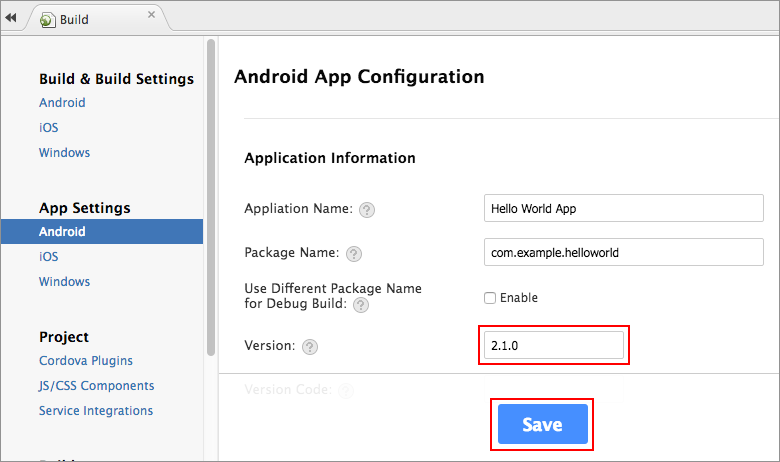 Build
Build & Build Settings
Android
iOS
Windows
App Settings
Android
iOS
Windows
Project
Cordova Plugins
JS/CSS Components
Service Integrations
Android App Configuration
Application Information
Appliation Name: ?
Hello World App
Package Name: ?
com.example.helloworld
Use Different Package Name
for Debug Build: ?
Enable
Version: ?
2.1.0
Version Code: ?
Save